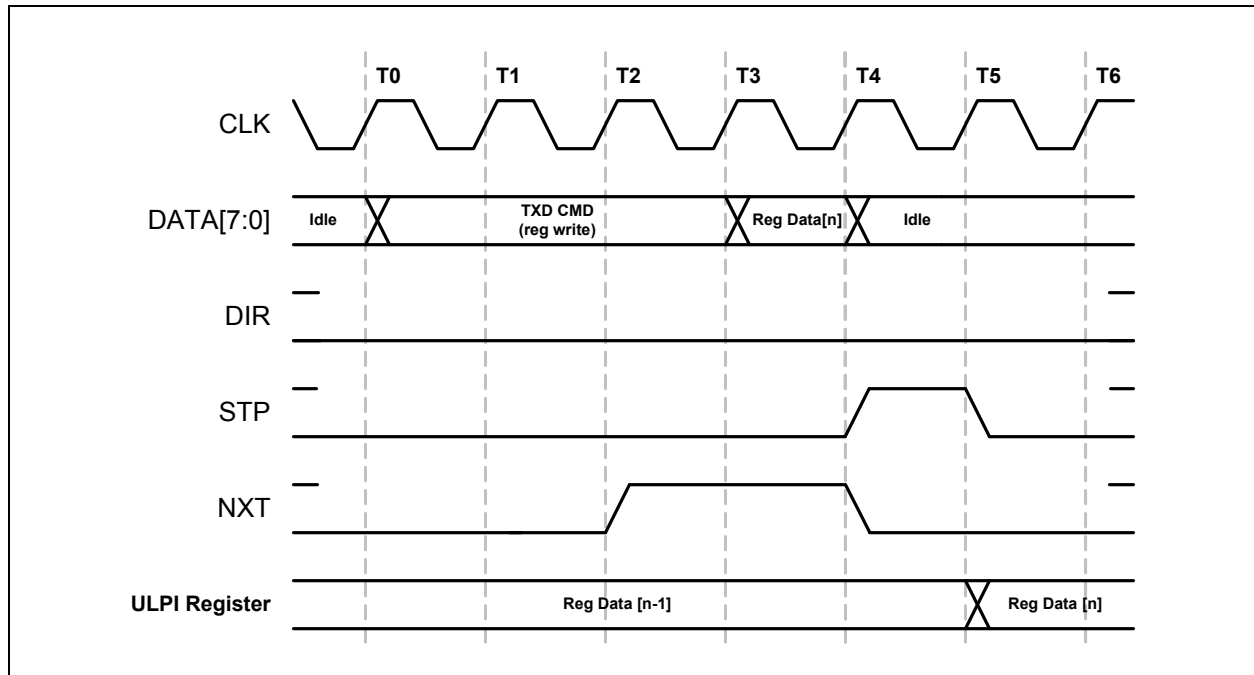 T0 T1 T2 T3 T4 T5 T6
CLK
DATA[7:0] Idle TXD CMD Reg Data[n] Idle
(reg write)
DIR
STP
NXT
ULPI Register Reg Data [n-1] Reg Data [n]